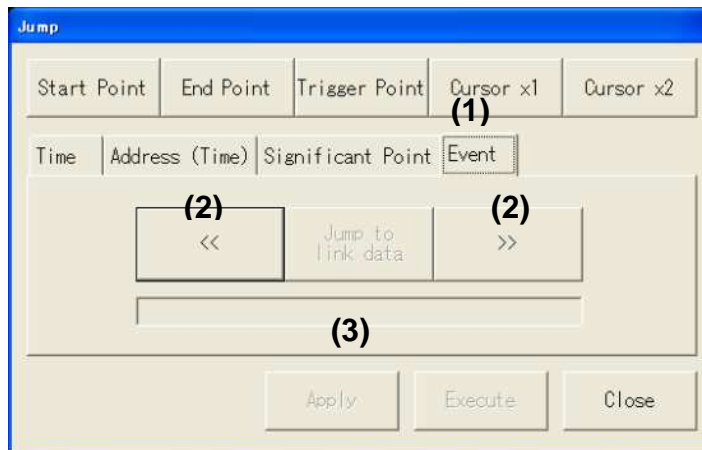 Jump
Start Point End Point Trigger Point Cursor x1 Cursor x2
(1)
Time Address (Time) Significant Point Event
(2) (2)
<< Jump to link data >>
(3)
Apply Execute Close